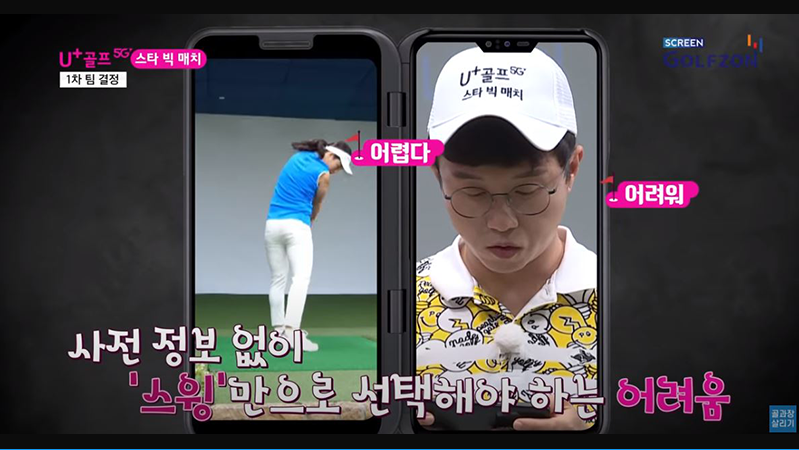 U+골프 5G
스타 빅 매치
1차 팀 결정
SCREEN
GOLFZON
U+골프 5G
스타 빅 매치
어렵다
어려워
사전 정보 없이
'스윙'만으로 선택해야 하는 어려움
골과장
살리기